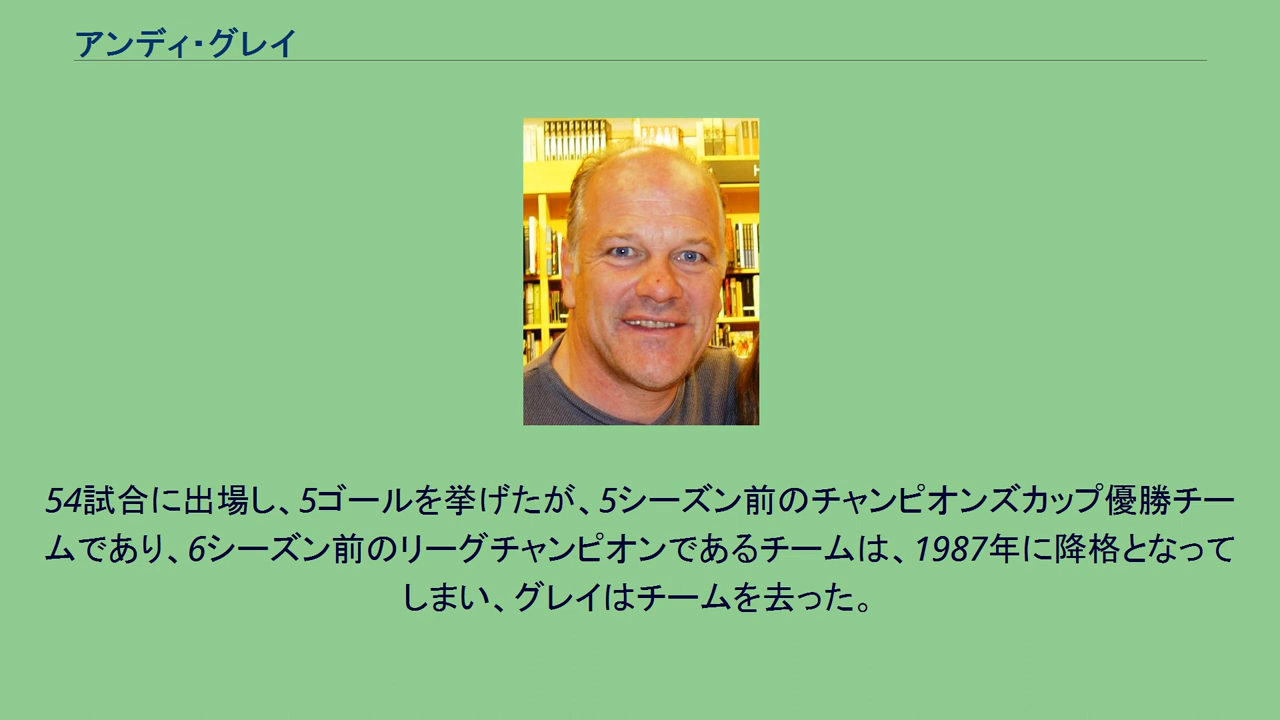 アンディ・グレイ
54試合に出場し、5ゴールを挙げたが、5シーズン前のチャンピオンズカップ優勝チー
ムであり、6シーズン前のリーグチャンピオンであるチームは、1987年に降格となって
しまい、グレイはチームを去った。